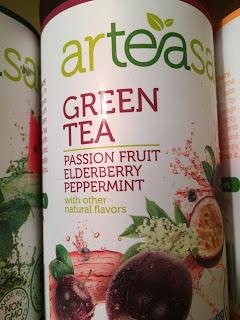 arteasa
GREEN
TEA
PASSION FRUIT
ELDERBERRY
PEPPERMINT
with other
natural flavors